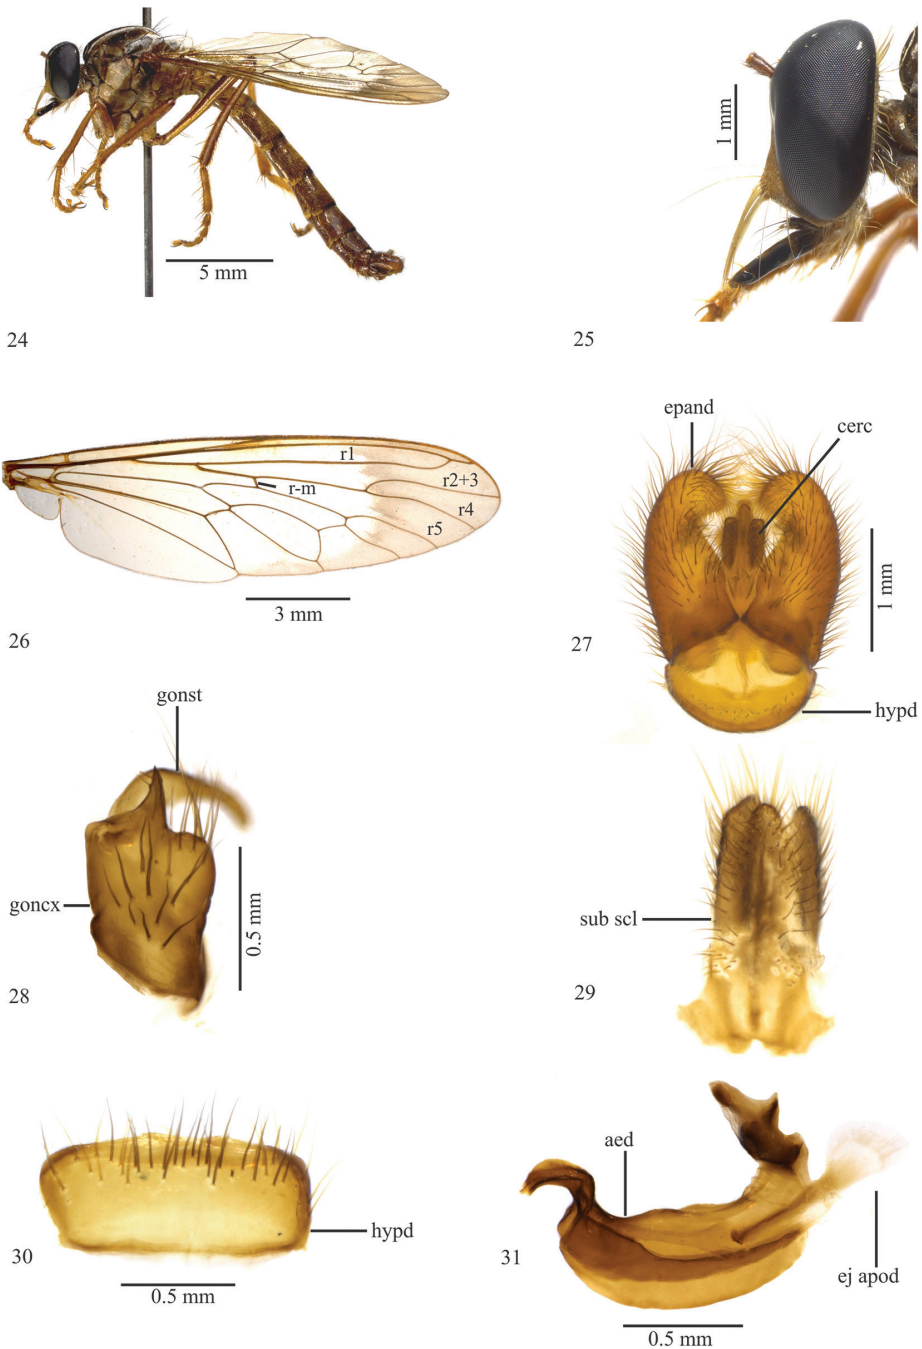 5 mm
24
1 mm
25
r1
r2+3
r-m
r4
r5
3 mm
26
epand
cerc
1 mm
27
hypd
gonst
goncx
0.5 mm
28
sub scl
29
hypd
30
0.5 mm
aed
31
ej apod
0.5 mm